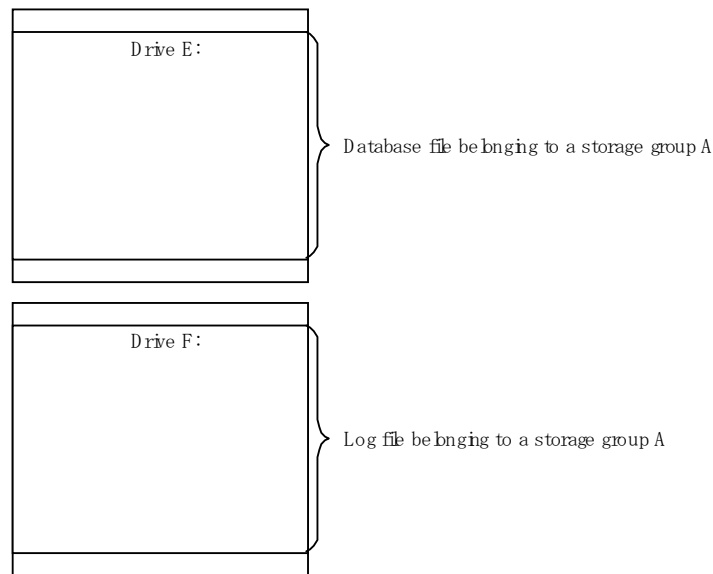 Drive E:
Database file belonging to a storage group A
Drive F:
Log file belonging to a storage group A